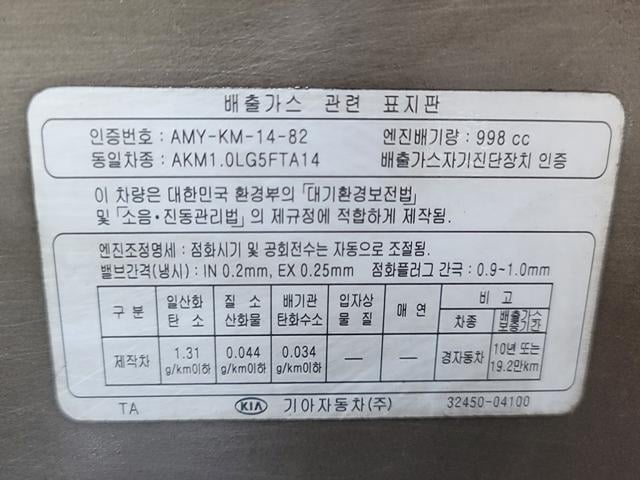 배출가스 관련 표지판
인증번호 : AMY-KM-14-82 엔진배기량 : 998 cc
동일차종 : AKM1.0LG5FTA14 배출가스자기진단장치 인증
이 차량은 대한민국 환경부의 「대기환경보전법」
및 「소음·진동관리법」의 제규정에 적합하게 제작됨.
엔진조정명세 : 점화시기 및 공회전수는 자동으로 조절됨.
밸브간격(냉시) : IN 0.2mm, EX 0.25mm 점화플러그 간극 : 0.9~1.0mm
구 분 일산화 탄 소 질 소 산화물 배기관 탄화수소 입자상 물 질 매 연 비 고
차종 배출가스 보증기간
제작차 1.31 g/km이하 0.044 g/km이하 0.034 g/km이하 — — 경자동차 10년 또는 19.2만km
TA KIA 기아자동차(주) 32450-04100